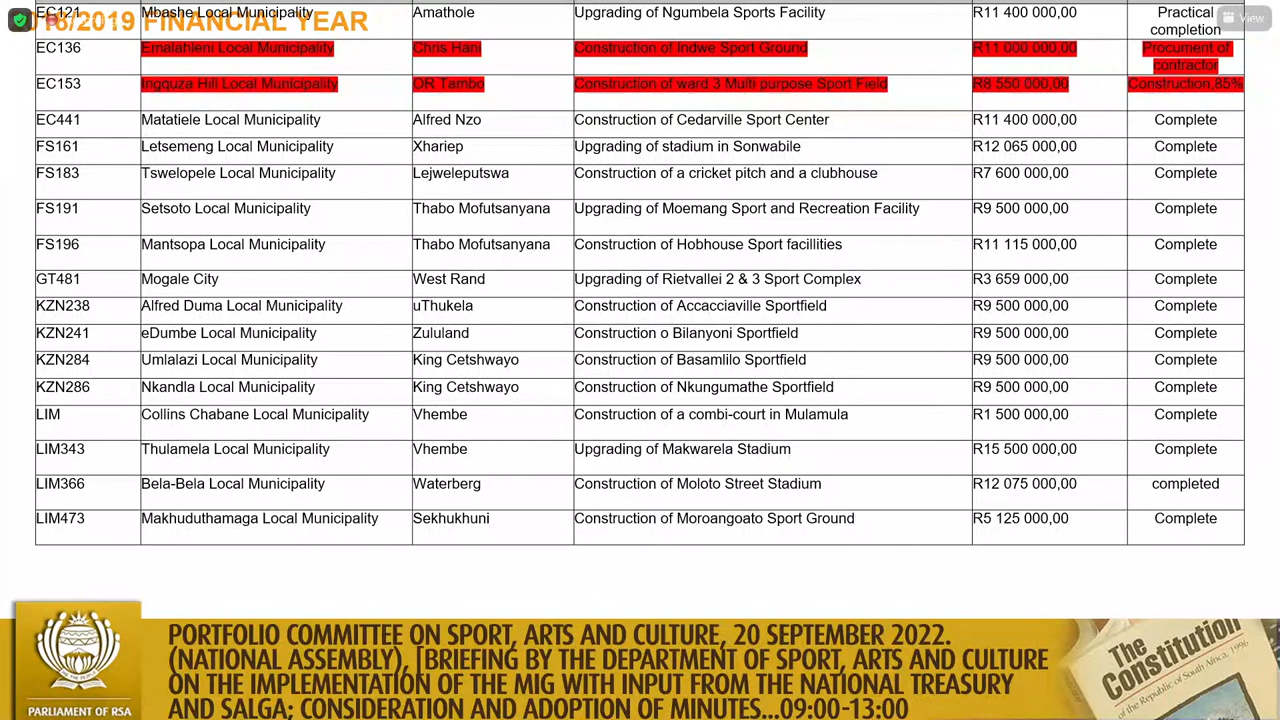 2018/2019 FINANCIAL YEAR
View
EC121 Mbashe Local Municipality Amathole Upgrading of Ngumbela Sports Facility R11 400 000,00 Practical
completion
EC136 Emalahleni Local Municipality Chris Hani Construction of Indwe Sport Ground R11 000 000,00 Procument of
contractor
EC153 Ingquza Hill Local Municipality OR Tambo Construction of ward 3 Multi purpose Sport Field R8 550 000,00 Construction,85%
EC441 Matatiele Local Municipality Alfred Nzo Construction of Cedarville Sport Center R11 400 000,00 Complete
FS161 Letsemeng Local Municipality Xhariep Upgrading of stadium in Sonwabile R12 065 000,00 Complete
FS183 Tswelopele Local Municipality Lejweleputswa Construction of a cricket pitch and a clubhouse R7 600 000,00 Complete
FS191 Setsoto Local Municipality Thabo Mofutsanyana Upgrading of Moemang Sport and Recreation Facility R9 500 000,00 Complete
FS196 Mantsopa Local Municipality Thabo Mofutsanyana Construction of Hobhouse Sport facillities R11 115 000,00 Complete
GT481 Mogale City West Rand Upgrading of Rietvallei 2 & 3 Sport Complex R3 659 000,00 Complete
KZN238 Alfred Duma Local Municipality uThukela Construction of Accacciaville Sportfield R9 500 000,00 Complete
KZN241 eDumbe Local Municipality Zululand Construction o Bilanyoni Sportfield R9 500 000,00 Complete
KZN284 Umlalazi Local Municipality King Cetshwayo Construction of Basamlilo Sportfield R9 500 000,00 Complete
KZN286 Nkandla Local Municipality King Cetshwayo Construction of Nkungumathe Sportfield R9 500 000,00 Complete
LIM Collins Chabane Local Municipality Vhembe Construction of a combi-court in Mulamula R1 500 000,00 Complete
LIM343 Thulamela Local Municipality Vhembe Upgrading of Makwarela Stadium R15 500 000,00 Complete
LIM366 Bela-Bela Local Municipality Waterberg Construction of Moloto Street Stadium R12 075 000,00 completed
LIM473 Makhuduthamaga Local Municipality Sekhukhuni Construction of Moroangoato Sport Ground R5 125 000,00 Complete
PORTFOLIO COMMITTEE ON SPORT, ARTS AND CULTURE, 20 SEPTEMBER 2022.
(NATIONAL ASSEMBLY), [BRIEFING BY THE DEPARTMENT OF SPORT, ARTS AND CULTURE
ON THE IMPLEMENTATION OF THE MIG WITH INPUT FROM THE NATIONAL TREASURY
AND SALGA; CONSIDERATION AND ADOPTION OF MINUTES...09:00-13:00
PARLIAMENT OF RSA
The
Constitution
of the Republic of South Africa, 1996